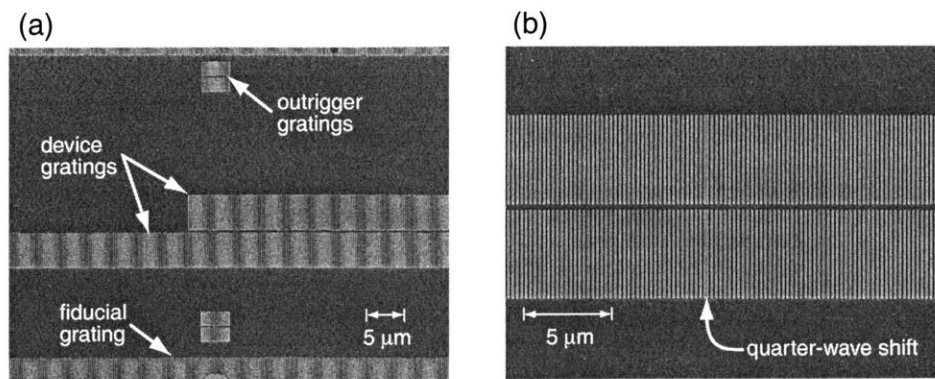 (a)
outrigger
gratings
device
gratings
fiducial
grating
5 μm
(b)
5 μm
quarter-wave shift